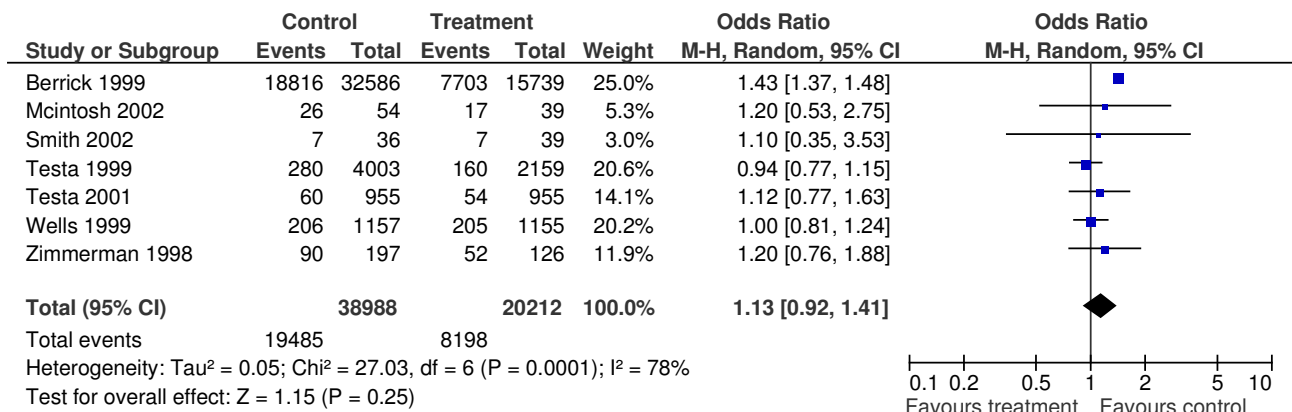 Control Treatment Odds Ratio Odds Ratio
Study or Subgroup Events Total Events Total Weight M-H, Random, 95% CI M-H, Random, 95% CI
Berrick 1999 18816 32586 7703 15739 25.0% 1.43 [1.37, 1.48]
Mcintosh 2002 26 54 17 39 5.3% 1.20 [0.53, 2.75]
Smith 2002 7 36 7 39 3.0% 1.10 [0.35, 3.53]
Testa 1999 280 4003 160 2159 20.6% 0.94 [0.77, 1.15]
Testa 2001 60 955 54 955 14.1% 1.12 [0.77, 1.63]
Wells 1999 206 1157 205 1155 20.2% 1.00 [0.81, 1.24]
Zimmerman 1998 90 197 52 126 11.9% 1.20 [0.76, 1.88]
Total (95% CI) 38988 20212 100.0% 1.13 [0.92, 1.41]
Total events 19485 8198
Heterogeneity: Tau² = 0.05; Chi² = 27.03, df = 6 (P = 0.0001); I² = 78%
Test for overall effect: Z = 1.15 (P = 0.25)
0.1 0.2 0.5 1 2 5 10
Favours treatment Favours control